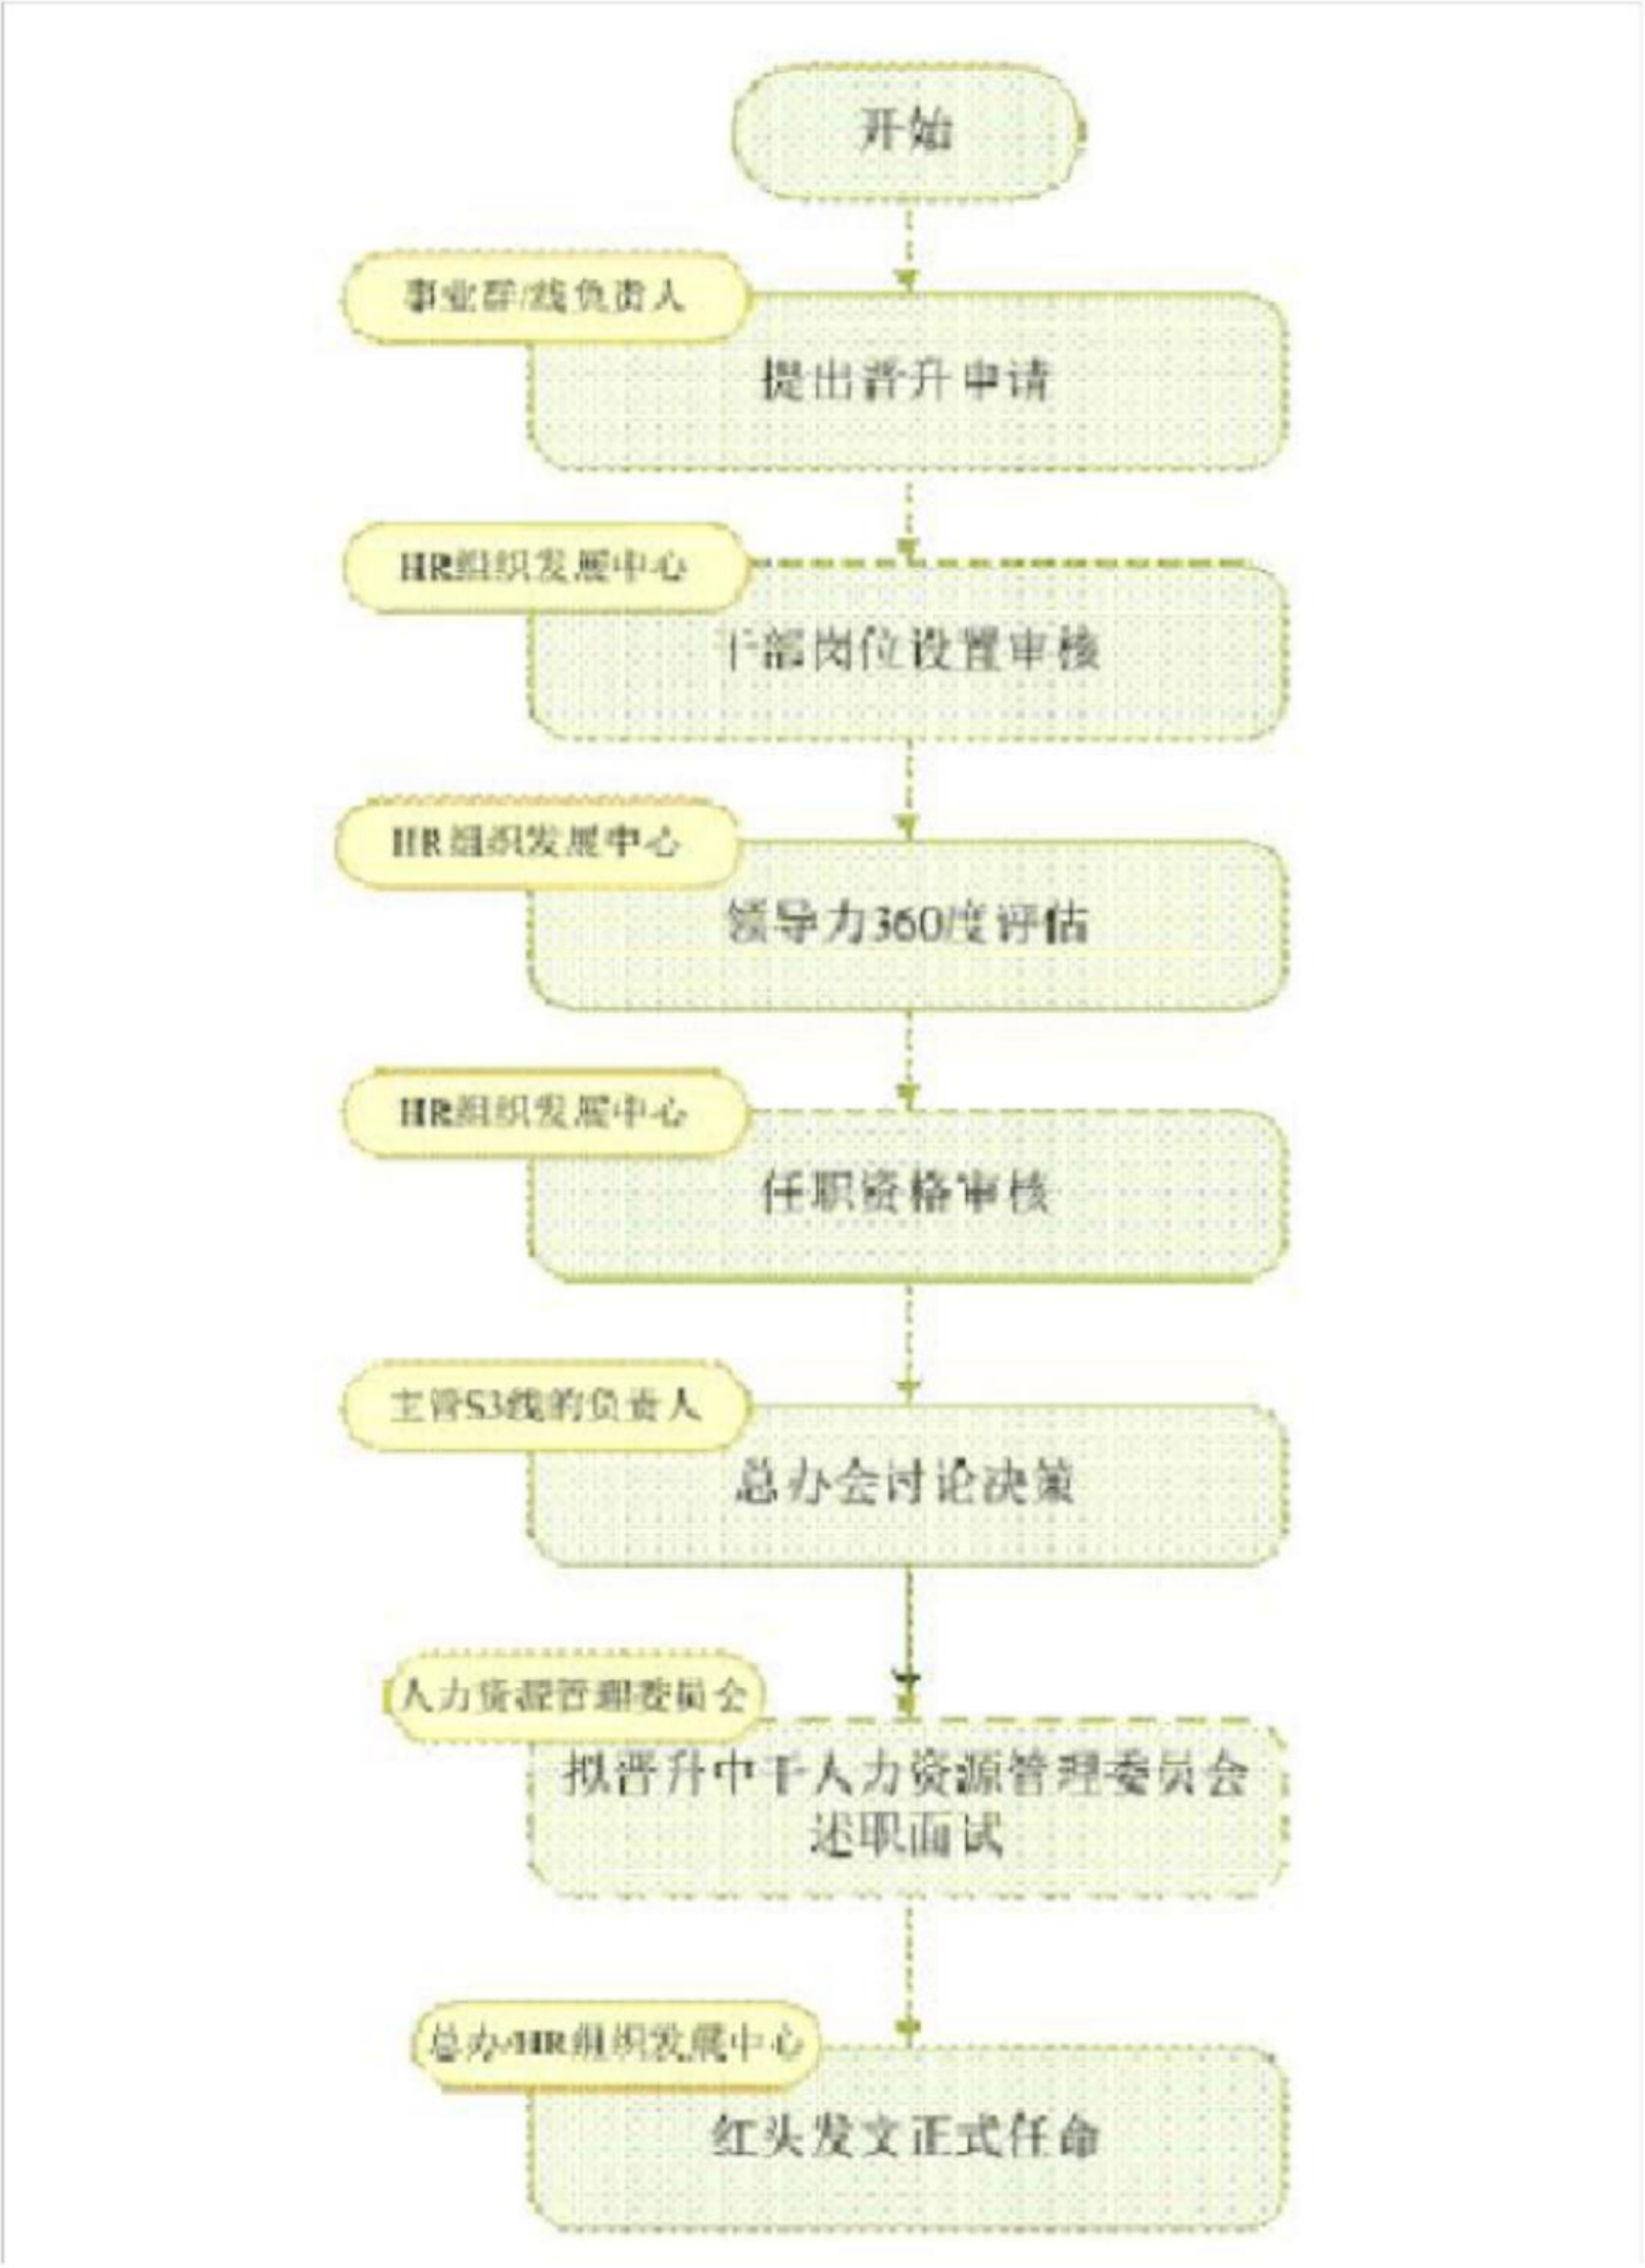 开始
事业群/线负责人
提出晋升申请
HR组织发展中心
干部岗位设置审核
HR组织发展中心
领导力360度评估
HR组织发展中心
任职资格审核
主管S3线的负责人
总办会讨论决策
人力资源管理委员会
拟晋升中干人力资源管理委员会
述职面试
总办/HR组织发展中心
红头发文正式任命